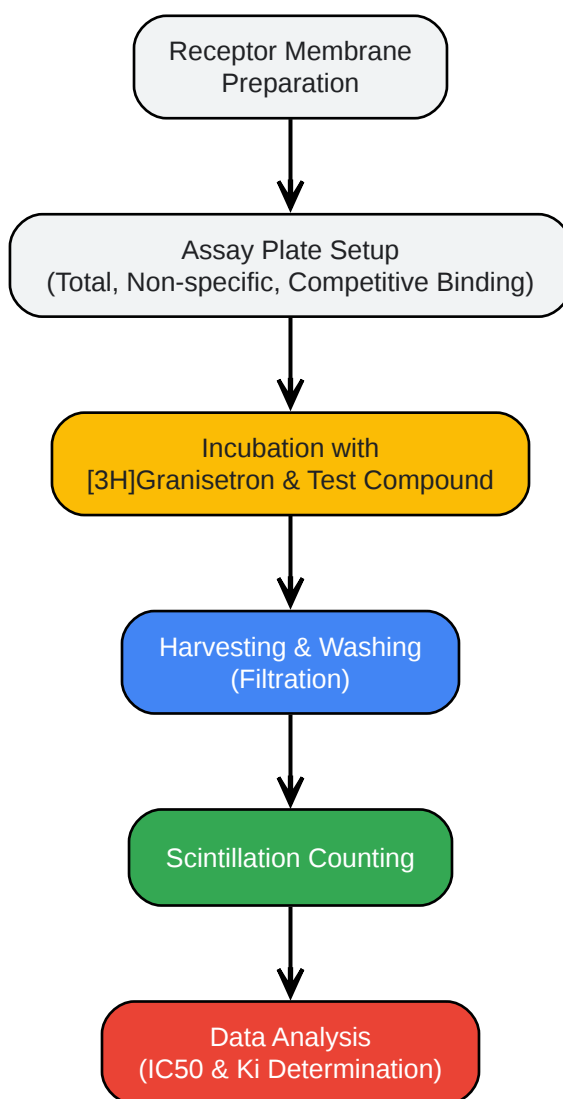 Receptor Membrane
Preparation
Assay Plate Setup
(Total, Non-specific, Competitive Binding)
Incubation with
[3H]Granisetron & Test Compound
Harvesting & Washing
(Filtration)
Scintillation Counting
Data Analysis
(IC50 & Ki Determination)